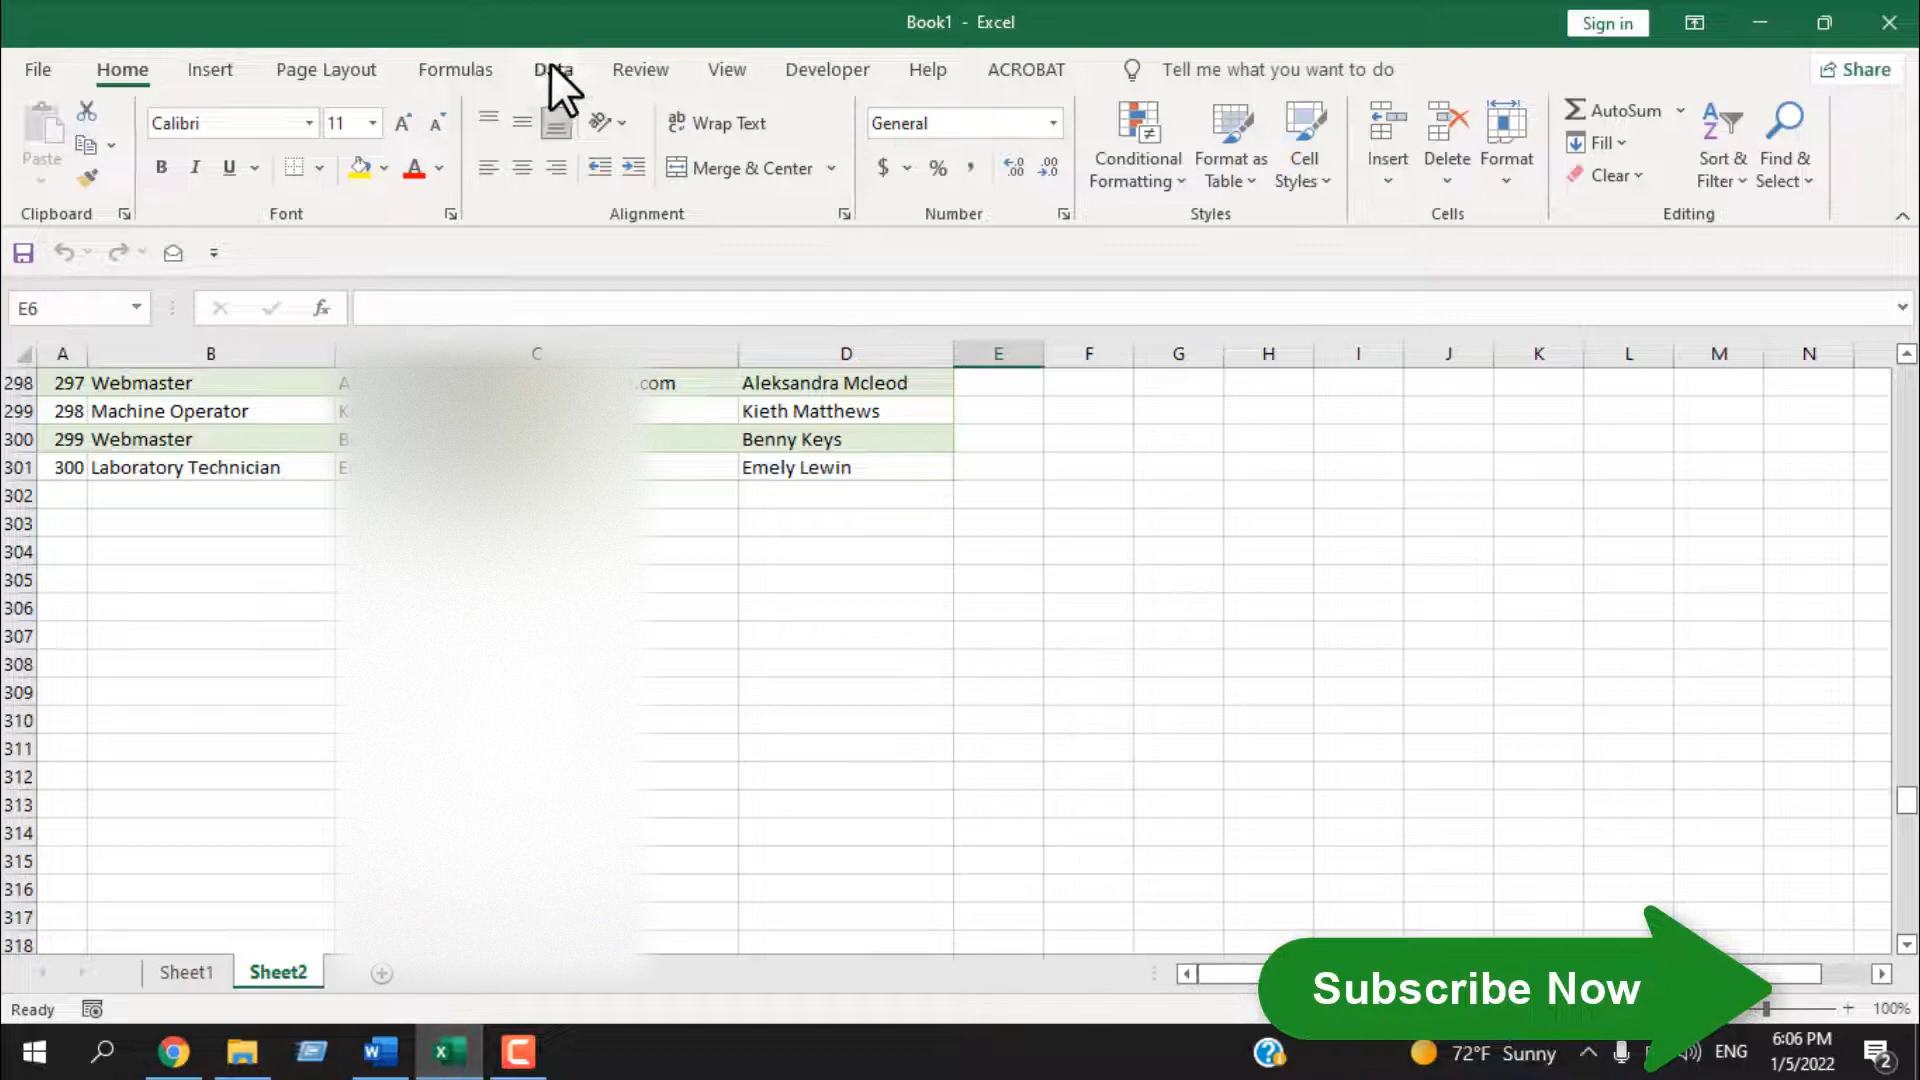 Book1 - Excel
Sign in
File Home Insert Page Layout Formulas Data Review View Developer Help ACROBAT Tell me what you want to do Share
Paste
Calibri 11
Wrap Text
Merge & Center
General
$ %
Conditional Formatting
Format as Table
Cell Styles
Insert Delete Format
AutoSum
Fill
Clear
Sort & Filter
Find & Select
Clipboard Font Alignment Number Styles Cells Editing
E6
A B C D E F G H I J K L M N
298 297 Webmaster A .com Aleksandra Mcleod
299 298 Machine Operator K Kieth Matthews
300 299 Webmaster B Benny Keys
301 300 Laboratory Technician E Emely Lewin
302
303
304
305
306
307
308
309
310
311
312
313
314
315
316
317
318
Sheet1 Sheet2
Subscribe Now
Ready 100%
72°F Sunny ENG 6:06 PM
1/5/2022
2